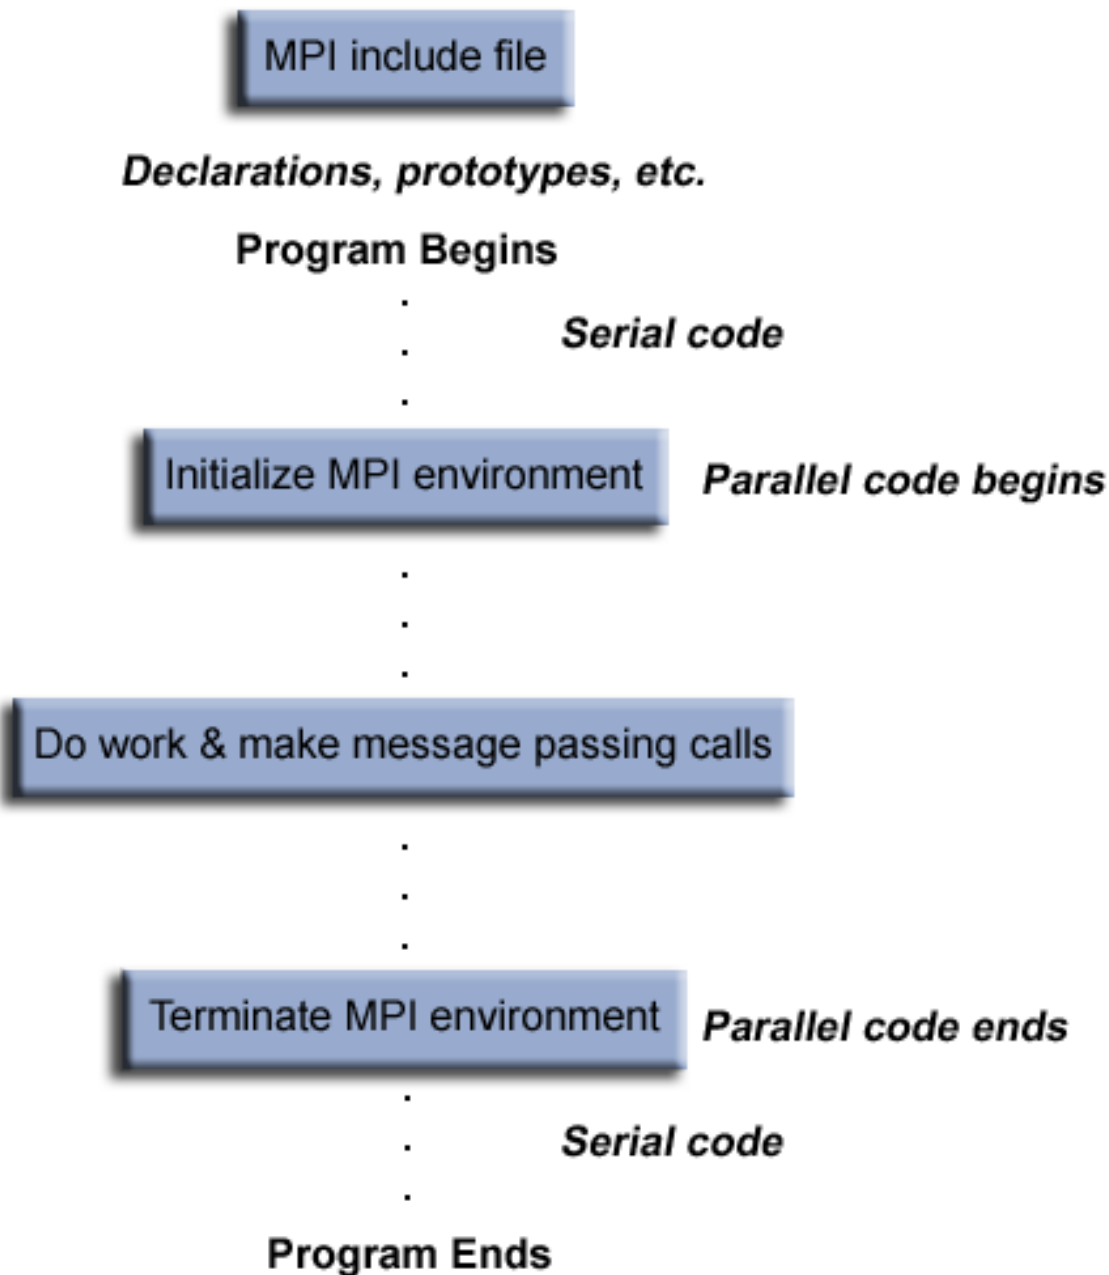 MPI include file
Declarations, prototypes, etc.
Program Begins
.
Serial code
.
.
Initialize MPI environment
Parallel code begins
.
.
.
Do work & make message passing calls
.
.
.
Terminate MPI environment
Parallel code ends
.
Serial code
.
.
Program Ends